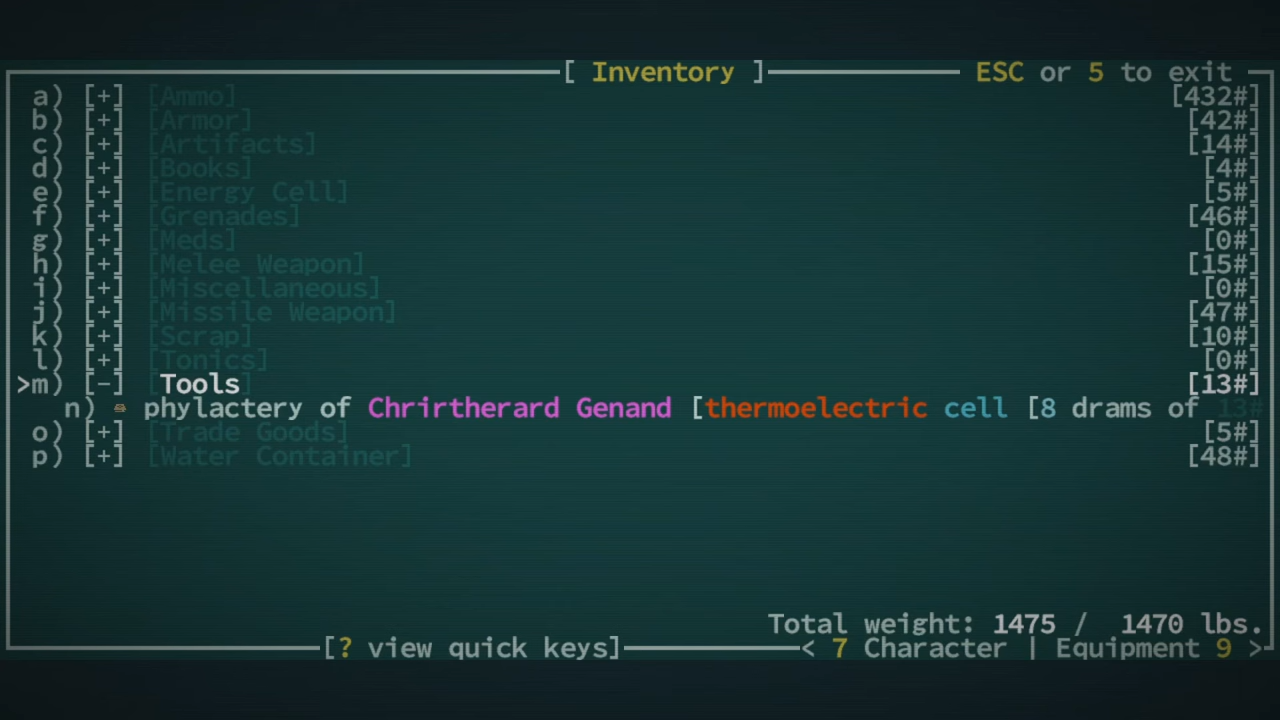 [ Inventory ] ESC or 5 to exit
a) [+] [Ammo] [432#]
b) [+] [Armor] [42#]
c) [+] [Artifacts] [14#]
d) [+] [Books] [4#]
e) [+] [Energy Cell] [5#]
f) [+] [Grenades] [46#]
g) [+] [Meds] [0#]
h) [+] [Melee Weapon] [15#]
i) [+] [Miscellaneous] [0#]
j) [+] [Missile Weapon] [47#]
k) [+] [Scrap] [10#]
l) [+] [Tonics] [0#]
>m) [-] [Tools] [13#]
n) phylactery of Chrirtherard Genand [thermoelectric cell [8 drams of 13#
o) [+] [Trade Goods] [5#]
p) [+] [Water Container] [48#]
Total weight: 1475 / 1470 lbs.
[? view quick keys] < 7 Character | Equipment 9 >